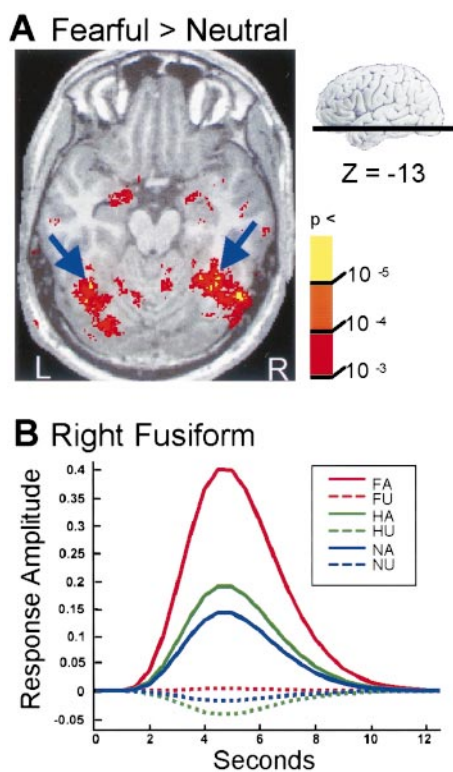 A Fearful > Neutral
Z = -13
p <
10 -5
10 -4
10 -3
L R
B Right Fusiform
Response Amplitude
0.4
0.35
0.3
0.25
0.2
0.15
0.1
0.05
0
-0.05
FA
FU
HA
HU
NA
NU
0 2 4 6 8 10 12
Seconds